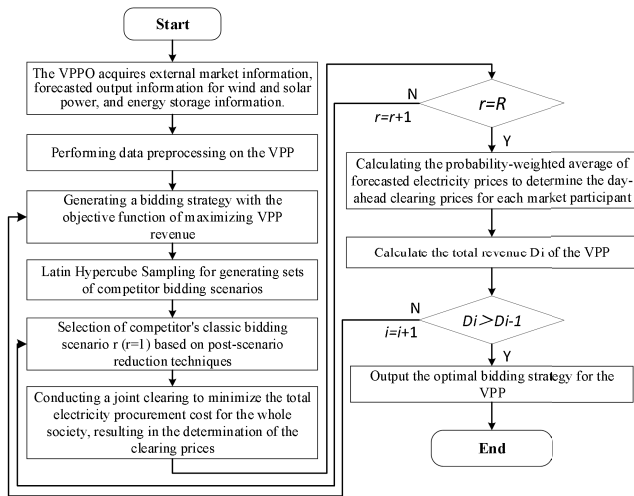 Start
The VPPO acquires external market information,
forecasted output information for wind and solar
power, and energy storage information.
Performing data preprocessing on the VPP
Generating a bidding strategy with the
objective function of maximizing VPP
revenue
Latin Hypercube Sampling for generating sets
of competitor bidding scenarios
Selection of competitor's classic bidding
scenario r (r=1) based on post-scenario
reduction techniques
Conducting a joint clearing to minimize the total
electricity procurement cost for the whole
society, resulting in the determination of the
clearing prices
N
r=R
r=r+1
Y
Calculating the probability-weighted average of
forecasted electricity prices to determine the day-
ahead clearing prices for each market participant
Calculate the total revenue Di of the VPP
N
Di>Di-1
i=i+1
Y
Output the optimal bidding strategy for the
VPP
End